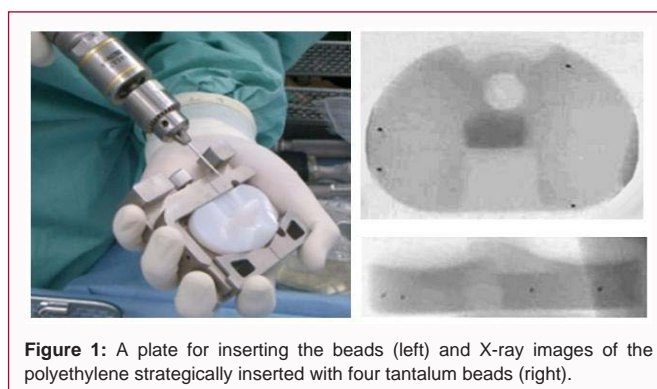 Figure 1: A plate for inserting the beads (left) and X-ray images of the
polyethylene strategically inserted with four tantalum beads (right).